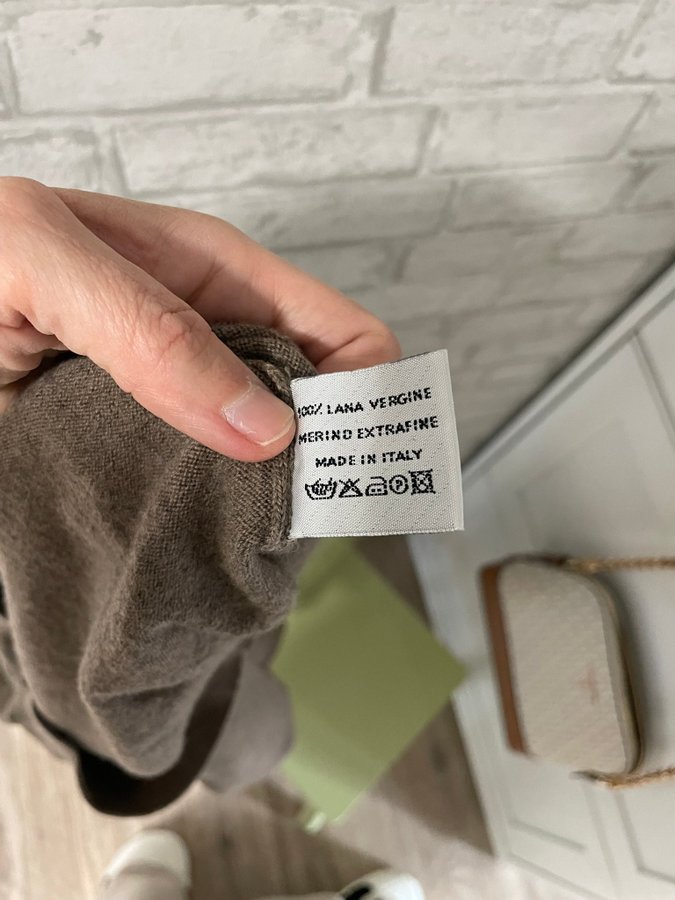 100% LANA VERGINE
MERINO EXTRAFINE
MADE IN ITALY